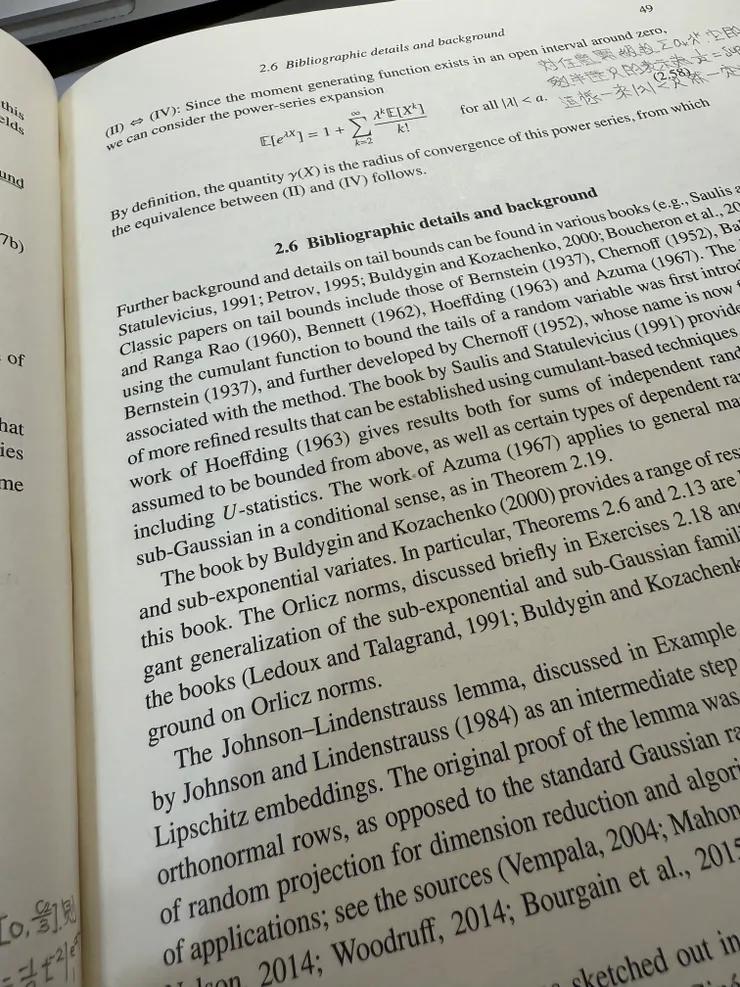 49
2.6 Bibliographic details and background
(II) ⇔ (IV): Since the moment generating function exists in an open interval around zero,
we can consider the power-series expansion
𝔼[e^{λX}] = 1 + ∑_{k=2}^{∞} λ^k 𝔼[X^k] / k! for all |λ| < a. (2.58)
By definition, the quantity γ(X) is the radius of convergence of this power series, from which
the equivalence between (II) and (IV) follows.
2.6 Bibliographic details and background
Further background and details on tail bounds can be found in various books (e.g., Saulis a
Statulevicius, 1991; Petrov, 1995; Buldygin and Kozachenko, 2000; Boucheron et al., 20
Classic papers on tail bounds include those of Bernstein (1937), Chernoff (1952), Ba
and Ranga Rao (1960), Bennett (1962), Hoeffding (1963) and Azuma (1967). The
using the cumulant function to bound the tails of a random variable was first introd
Bernstein (1937), and further developed by Chernoff (1952), whose name is now f
associated with the method. The book by Saulis and Statulevicius (1991) provide
of more refined results that can be established using cumulant-based techniques
work of Hoeffding (1963) gives results both for sums of independent rand
assumed to be bounded from above, as well as certain types of dependent ra
including U-statistics. The work of Azuma (1967) applies to general ma
sub-Gaussian in a conditional sense, as in Theorem 2.19.
The book by Buldygin and Kozachenko (2000) provides a range of res
and sub-exponential variates. In particular, Theorems 2.6 and 2.13 are
this book. The Orlicz norms, discussed briefly in Exercises 2.18 and
gant generalization of the sub-exponential and sub-Gaussian famili
the books (Ledoux and Talagrand, 1991; Buldygin and Kozachenk
ground on Orlicz norms.
The Johnson–Lindenstrauss lemma, discussed in Example
by Johnson and Lindenstrauss (1984) as an intermediate step
Lipschitz embeddings. The original proof of the lemma was
orthonormal rows, as opposed to the standard Gaussian ra
of random projection for dimension reduction and algori
of applications; see the sources (Vempala, 2004; Mahon
2014; Woodruff, 2014; Bourgain et al., 2015
sketched out in
this
elds
und
7b)
of
hat
ies
me